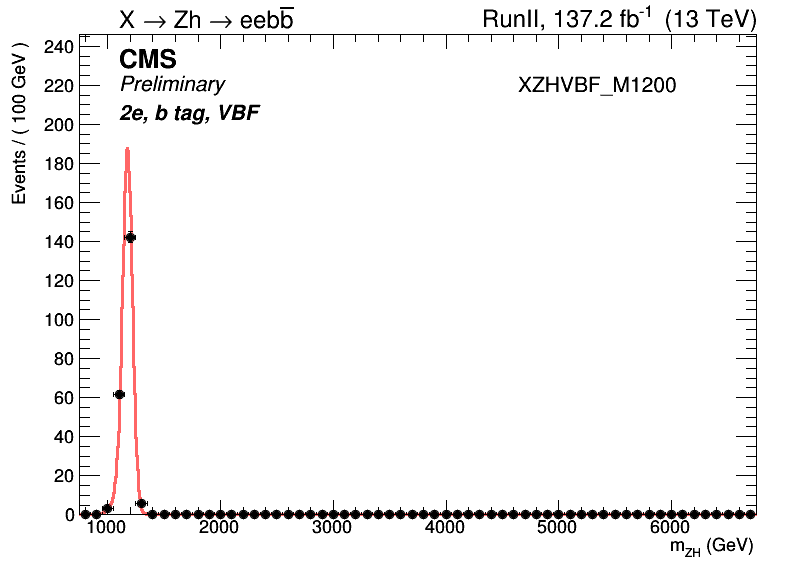 X → Zh → eebb̅
RunII, 137.2 fb⁻¹ (13 TeV)
CMS
Preliminary
2e, b tag, VBF
XZHVBF_M1200
Events / ( 100 GeV )
240
220
200
180
160
140
120
100
80
60
40
20
0
1000 2000 3000 4000 5000 6000
m_ZH (GeV)